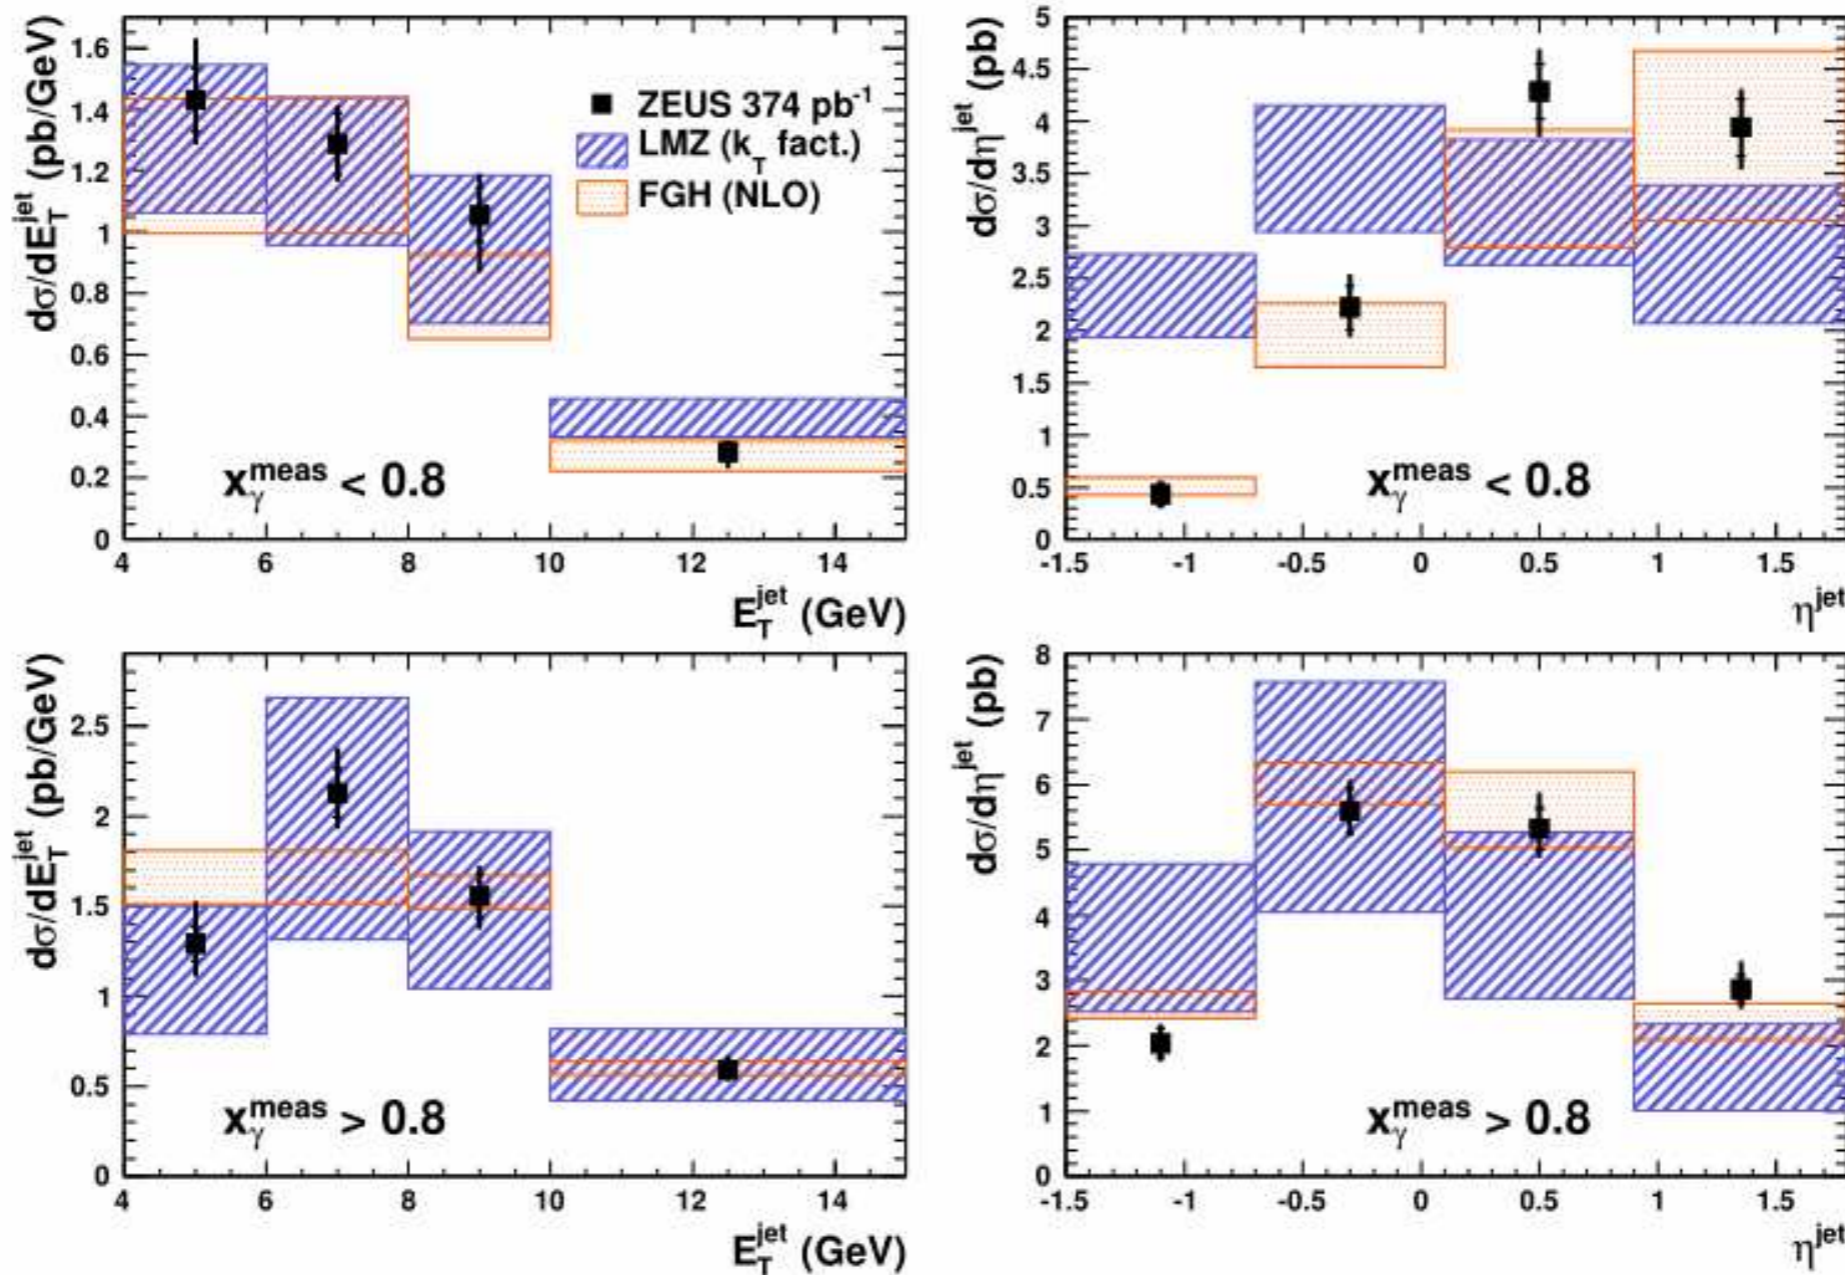 dσ/dE_T^jet (pb/GeV)
1.6
1.4
1.2
1
0.8
0.6
0.4
0.2
0
ZEUS 374 pb⁻¹
LMZ (k_T fact.)
FGH (NLO)
x_γ^meas < 0.8
4 6 8 10 12 14
E_T^jet (GeV)
dσ/dη^jet (pb)
5
4.5
4
3.5
3
2.5
2
1.5
1
0.5
0
x_γ^meas < 0.8
-1.5 -1 -0.5 0 0.5 1 1.5
η^jet
dσ/dE_T^jet (pb/GeV)
2.5
2
1.5
1
0.5
0
x_γ^meas > 0.8
4 6 8 10 12 14
E_T^jet (GeV)
dσ/dη^jet (pb)
8
7
6
5
4
3
2
1
0
x_γ^meas > 0.8
-1.5 -1 -0.5 0 0.5 1 1.5
η^jet